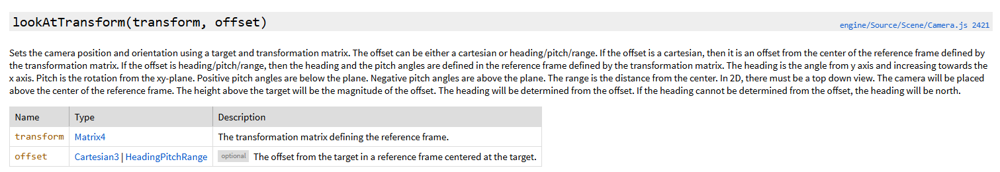 lookAtTransform(transform, offset)
engine/Source/Scene/Camera.js 2421
Sets the camera position and orientation using a target and transformation matrix. The offset can be either a cartesian or heading/pitch/range. If the offset is a cartesian, then it is an offset from the center of the reference frame defined by
the transformation matrix. If the offset is heading/pitch/range, then the heading and the pitch angles are defined in the reference frame defined by the transformation matrix. The heading is the angle from y axis and increasing towards the
x axis. Pitch is the rotation from the xy-plane. Positive pitch angles are below the plane. Negative pitch angles are above the plane. The range is the distance from the center. In 2D, there must be a top down view. The camera will be placed
above the center of the reference frame. The height above the target will be the magnitude of the offset. The heading will be determined from the offset. If the heading cannot be determined from the offset, the heading will be north.
Name Type Description
transform Matrix4 The transformation matrix defining the reference frame.
offset Cartesian3 | HeadingPitchRange optional The offset from the target in a reference frame centered at the target.